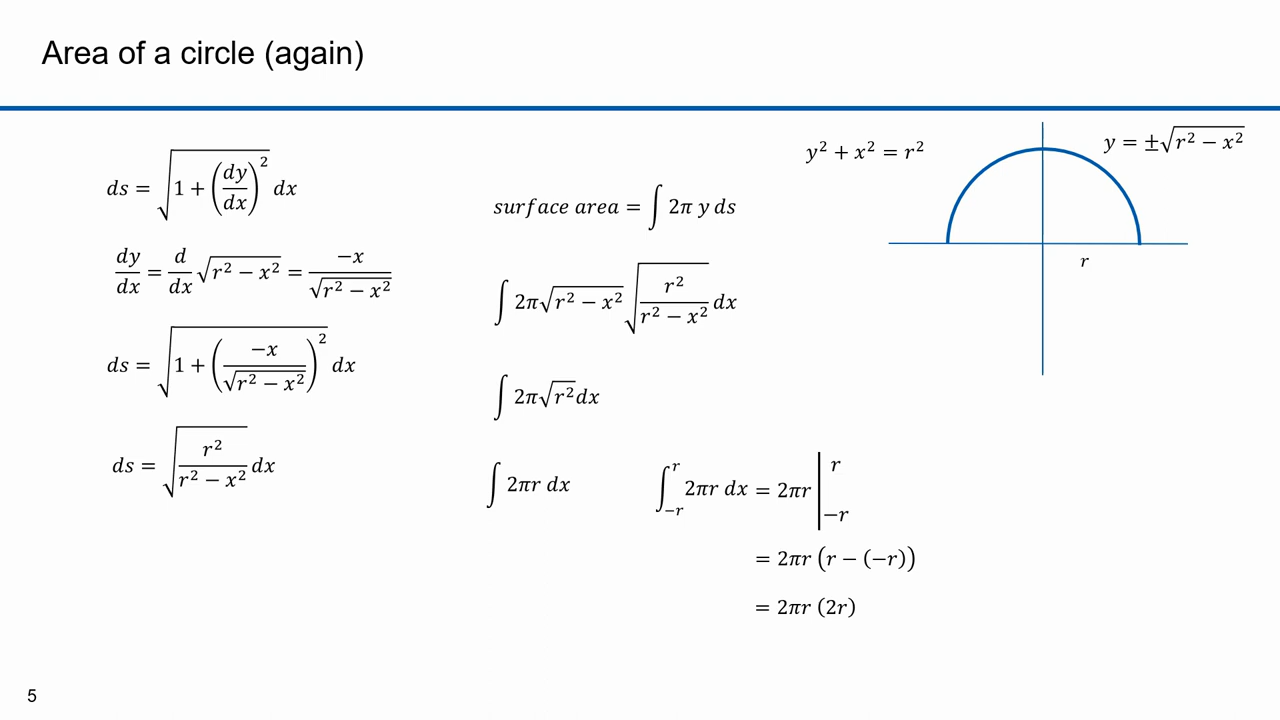 Area of a circle (again)
ds = √(1 + (dy/dx)²) dx
dy/dx = d/dx √(r² − x²) = −x/√(r² − x²)
ds = √(1 + (−x/√(r² − x²))²) dx
ds = √(r²/(r² − x²)) dx
surface area = ∫ 2π y ds
∫ 2π√(r² − x²) √(r²/(r² − x²)) dx
∫ 2π√(r²) dx
∫ 2πr dx
∫₋ᵣʳ 2πr dx = 2πr |₋ᵣʳ
= 2πr (r − (−r))
= 2πr (2r)
y² + x² = r²
y = ±√(r² − x²)
r
5